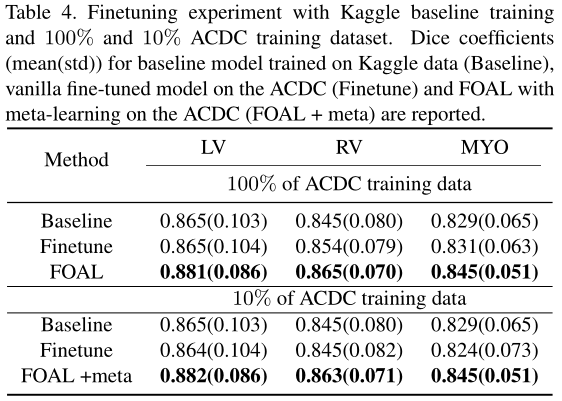 Table 4. Finetuning experiment with Kaggle baseline training
and 100% and 10% ACDC training dataset. Dice coefficients
(mean(std)) for baseline model trained on Kaggle data (Baseline),
vanilla fine-tuned model on the ACDC (Finetune) and FOAL with
meta-learning on the ACDC (FOAL + meta) are reported.
Method LV RV MYO
100% of ACDC training data
Baseline 0.865(0.103) 0.845(0.080) 0.829(0.065)
Finetune 0.865(0.104) 0.854(0.079) 0.831(0.063)
FOAL 0.881(0.086) 0.865(0.070) 0.845(0.051)
10% of ACDC training data
Baseline 0.865(0.103) 0.845(0.080) 0.829(0.065)
Finetune 0.864(0.104) 0.845(0.082) 0.824(0.073)
FOAL +meta 0.882(0.086) 0.863(0.071) 0.845(0.051)